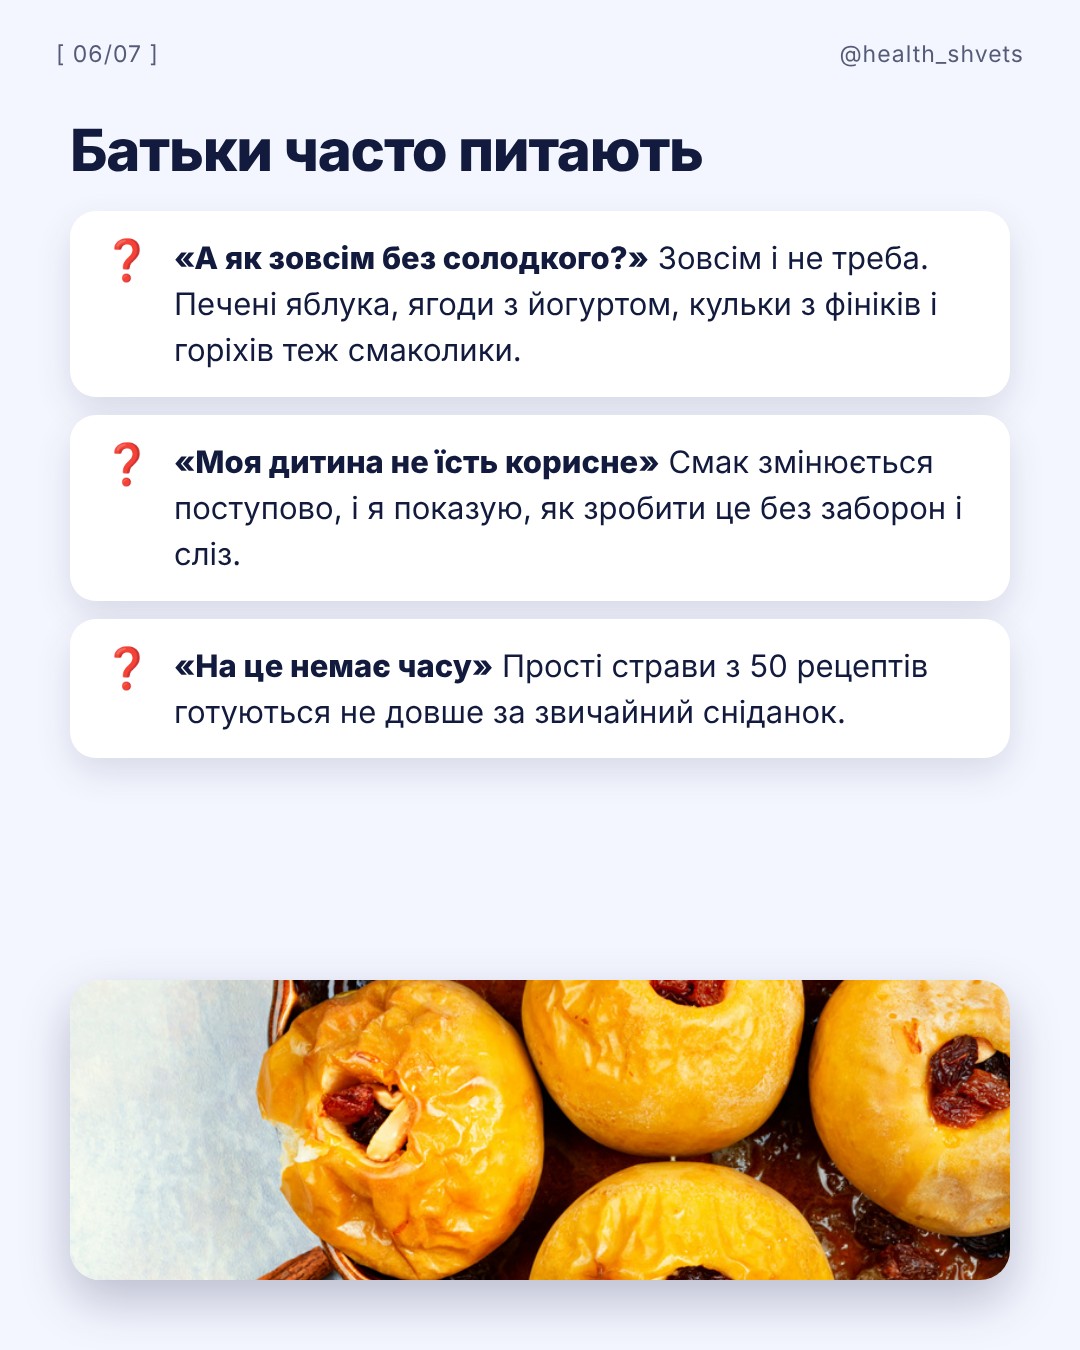 [ 06/07 ]
@health_shvets
Батьки часто питають
❓ «А як зовсім без солодкого?» Зовсім і не треба.
Печені яблука, ягоди з йогуртом, кульки з фініків і
горіхів теж смаколики.
❓ «Моя дитина не їсть корисне» Смак змінюється
поступово, і я показую, як зробити це без заборон і
сліз.
❓ «На це немає часу» Прості страви з 50 рецептів
готуються не довше за звичайний сніданок.